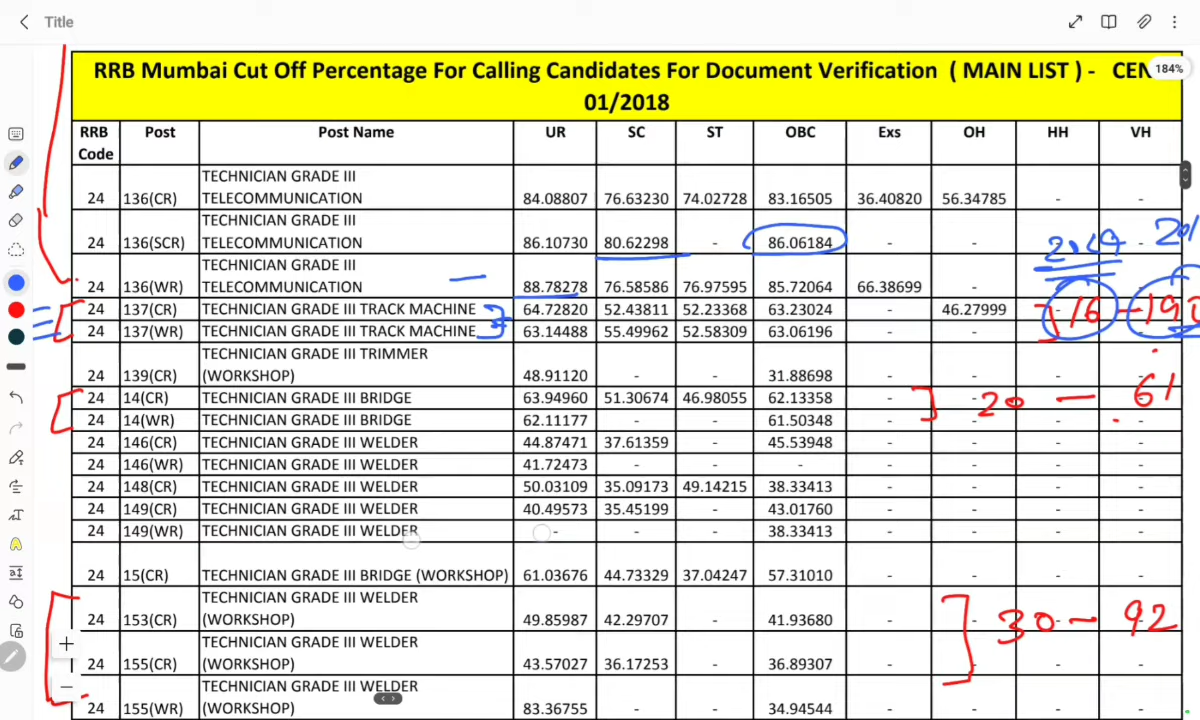 Title
RRB Mumbai Cut Off Percentage For Calling Candidates For Document Verification ( MAIN LIST ) - CEN
184%
01/2018
RRB Code Post Post Name UR SC ST OBC Exs OH HH VH
24 136(CR) TECHNICIAN GRADE III TELECOMMUNICATION 84.08807 76.63230 74.02728 83.16505 36.40820 56.34785 - -
24 136(SCR) TECHNICIAN GRADE III TELECOMMUNICATION 86.10730 80.62298 - 86.06184 - - - -
24 136(WR) TECHNICIAN GRADE III TELECOMMUNICATION 88.78278 76.58586 76.97595 85.72064 66.38699 - - -
24 137(CR) TECHNICIAN GRADE III TRACK MACHINE 64.72820 52.43811 52.23368 63.23024 - 46.27999 - -
24 137(WR) TECHNICIAN GRADE III TRACK MACHINE 63.14488 55.49962 52.58309 63.06196 - - - -
16 - 190
24 139(CR) TECHNICIAN GRADE III TRIMMER (WORKSHOP) 48.91120 - - 31.88698 - - - -
24 14(CR) TECHNICIAN GRADE III BRIDGE 63.94960 51.30674 46.98055 62.13358 - - - -
24 14(WR) TECHNICIAN GRADE III BRIDGE 62.11177 - - 61.50348 - - - -
20 - 61
24 146(CR) TECHNICIAN GRADE III WELDER 44.87471 37.61359 - 45.53948 - - - -
24 146(WR) TECHNICIAN GRADE III WELDER 41.72473 - - - - - - -
24 148(CR) TECHNICIAN GRADE III WELDER 50.03109 35.09173 49.14215 38.33413 - - - -
24 149(CR) TECHNICIAN GRADE III WELDER 40.49573 35.45199 - 43.01760 - - - -
24 149(WR) TECHNICIAN GRADE III WELDER - - - 38.33413 - - - -
24 15(CR) TECHNICIAN GRADE III BRIDGE (WORKSHOP) 61.03676 44.73329 37.04247 57.31010 - - - -
24 153(CR) TECHNICIAN GRADE III WELDER (WORKSHOP) 49.85987 42.29707 - 41.93680 - - - -
30 - 92
24 155(CR) TECHNICIAN GRADE III WELDER (WORKSHOP) 43.57027 36.17253 - 36.89307 - - - -
24 155(WR) TECHNICIAN GRADE III WELDER (WORKSHOP) 83.36755 - - 34.94544 - - - -